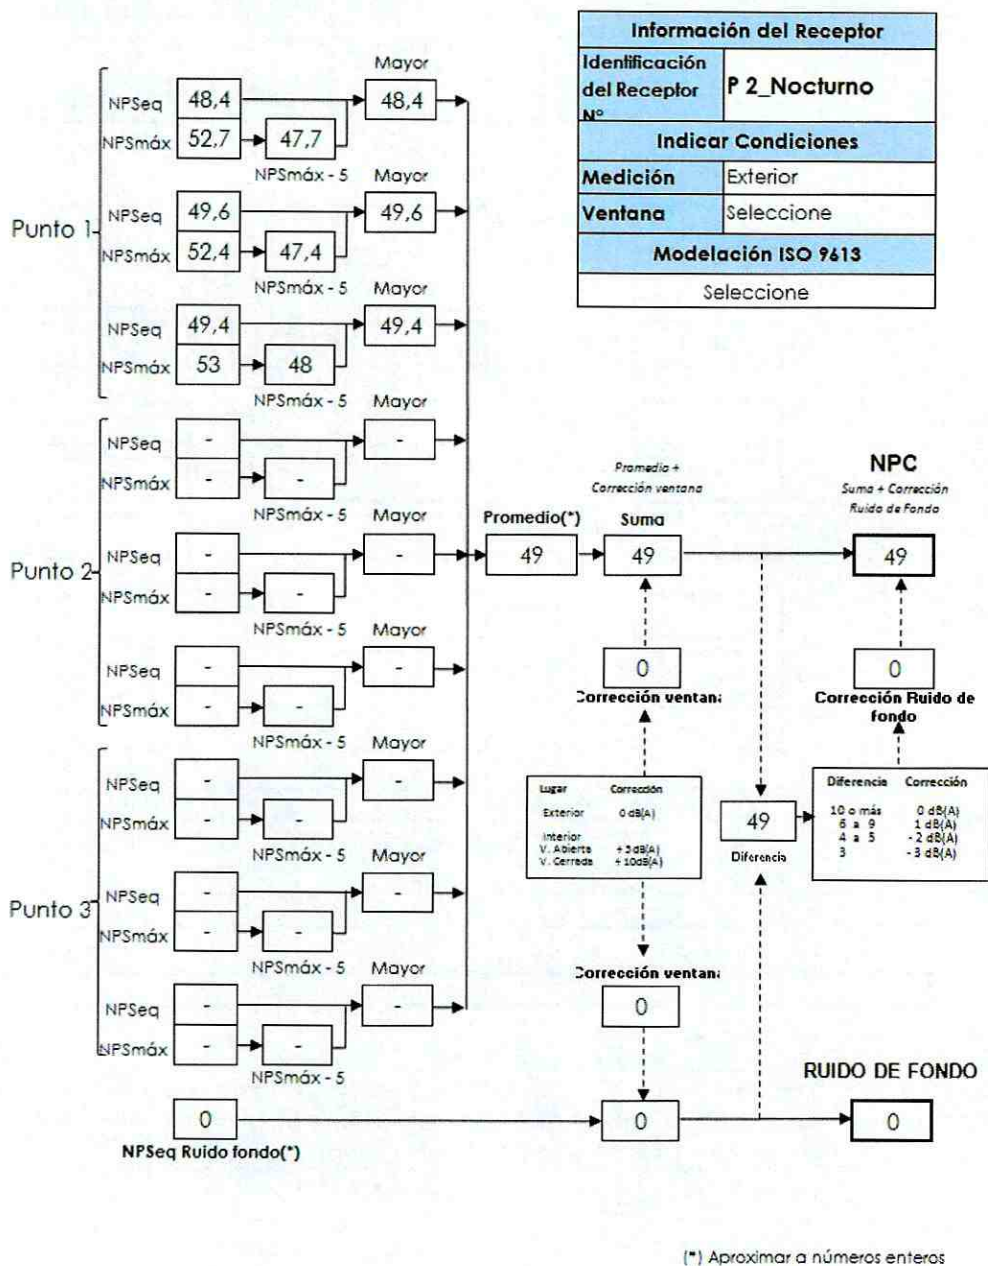 Información del Receptor
Identificación del Receptor N° P 2_Nocturno
Indicar Condiciones
Medición Exterior
Ventana Seleccione
Modelación ISO 9613
Seleccione
Punto 1
Mayor
NPSeq 48,4 48,4
NPSmáx 52,7 47,7
NPSmáx - 5 Mayor
NPSeq 49,6 49,6
NPSmáx 52,4 47,4
NPSmáx - 5 Mayor
NPSeq 49,4 49,4
NPSmáx 53 48
NPSmáx - 5 Mayor
Punto 2
NPSeq - -
NPSmáx - -
NPSmáx - 5 Mayor
NPSeq - -
NPSmáx - -
NPSmáx - 5 Mayor
NPSeq - -
NPSmáx - -
NPSmáx - 5 Mayor
Punto 3
NPSeq - -
NPSmáx - -
NPSmáx - 5 Mayor
NPSeq - -
NPSmáx - -
NPSmáx - 5 Mayor
NPSeq - -
NPSmáx - -
NPSmáx - 5
0
NPSeq Ruido fondo(*)
Promedio(*)
49
Promedio +
Corrección ventana
Suma
49
0
Corrección ventana
Lugar Corrección
Exterior 0 dB(A)
Interior
V. Abierta + 5 dB(A)
V. Cerrada + 10dB(A)
Corrección ventana
0
0
49
Diferencia
NPC
Suma + Corrección
Ruido de Fondo
49
0
Corrección Ruido de
fondo
Diferencia Corrección
10 o más 0 dB(A)
6 a 9 1 dB(A)
4 a 5 - 2 dB(A)
3 - 3 dB(A)
RUIDO DE FONDO
0
(*) Aproximar a números enteros